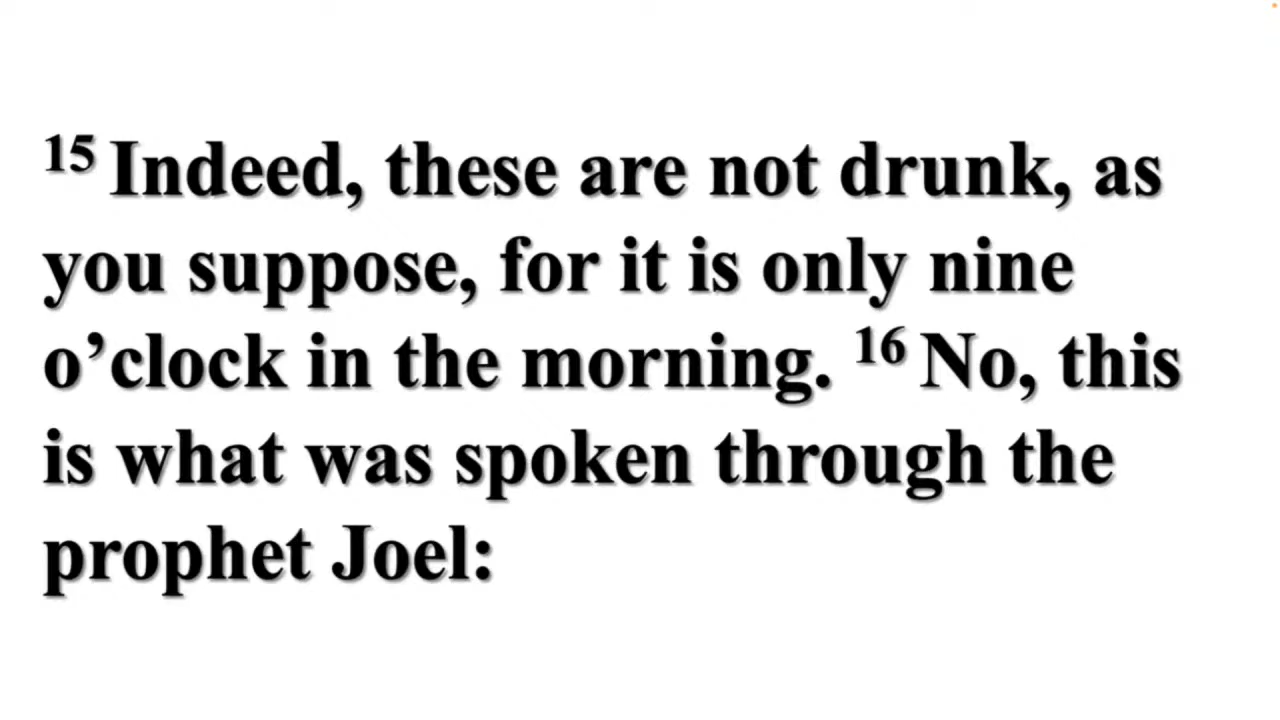 15 Indeed, these are not drunk, as
you suppose, for it is only nine
o’clock in the morning. 16 No, this
is what was spoken through the
prophet Joel: